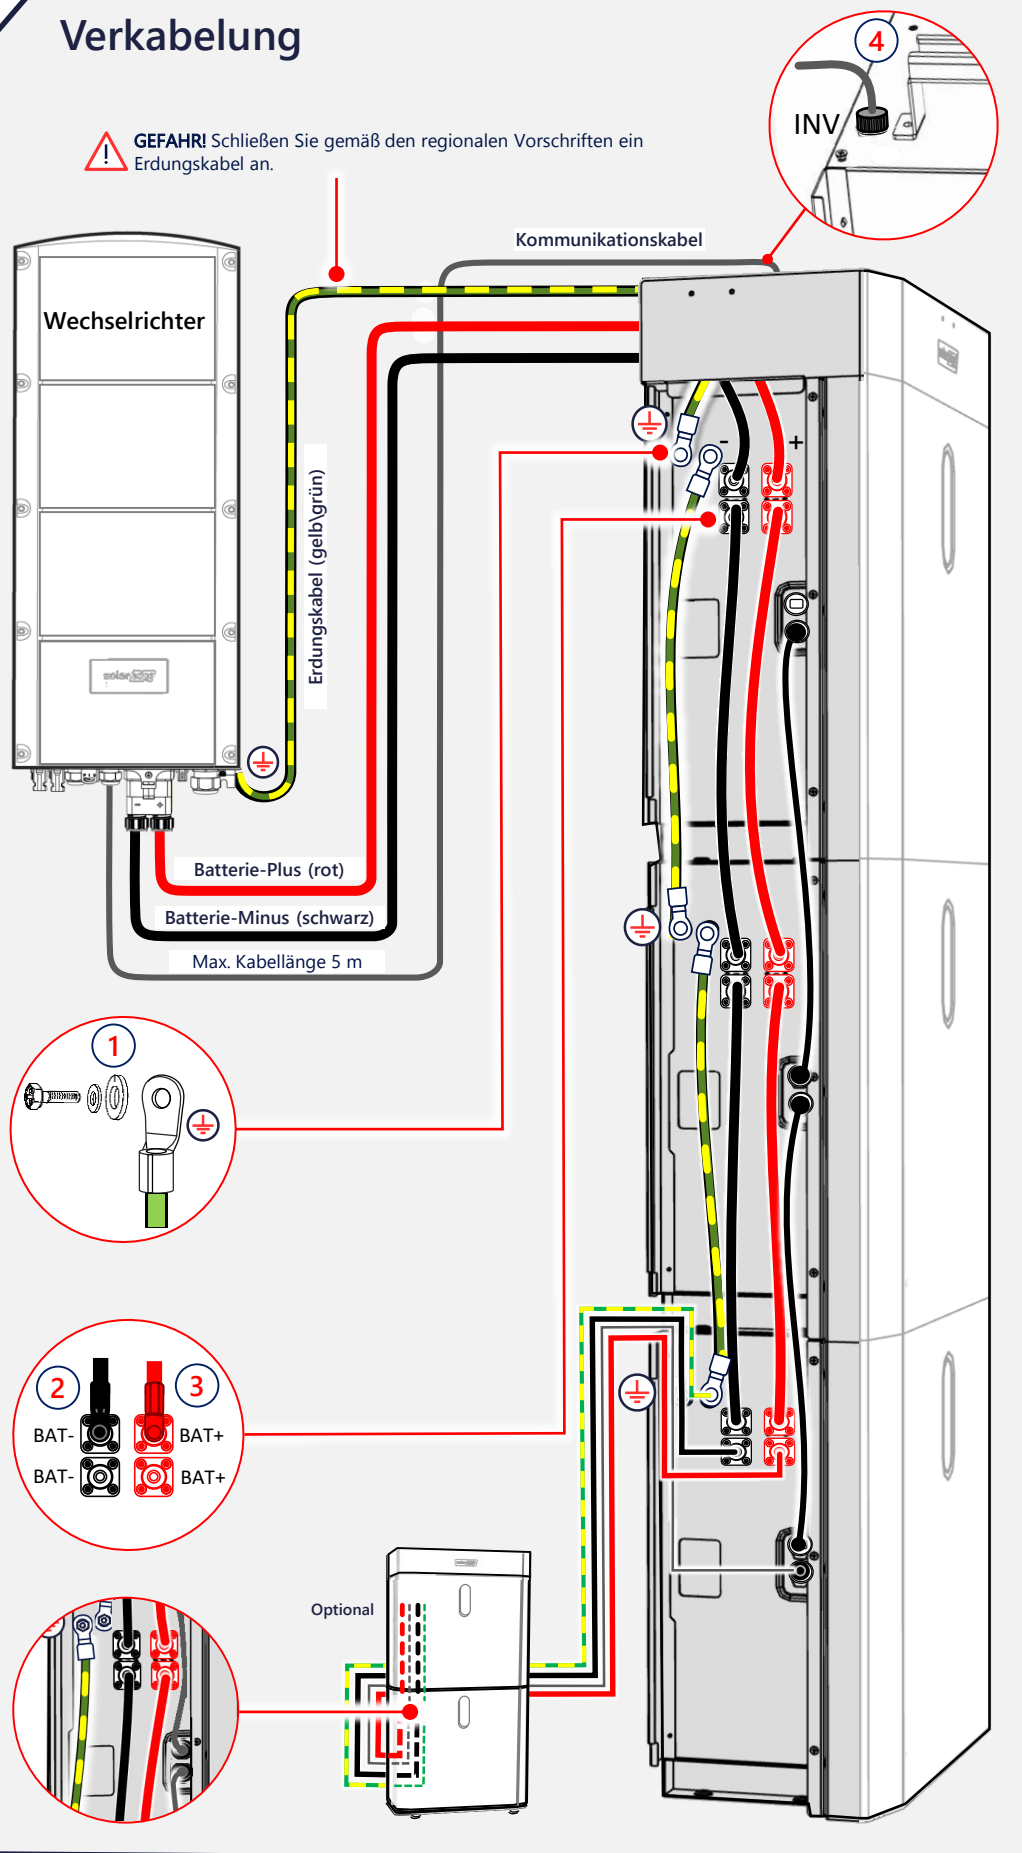 Verkabelung
4
INV
GEFAHR! Schließen Sie gemäß den regionalen Vorschriften ein
Erdungskabel an.
Kommunikationskabel
Wechselrichter
- +
Erdungskabel (gelb\grün)
solaredge
Batterie-Plus (rot)
Batterie-Minus (schwarz)
Max. Kabellänge 5 m
1
2 3
BAT- BAT+
BAT- BAT+
Optional